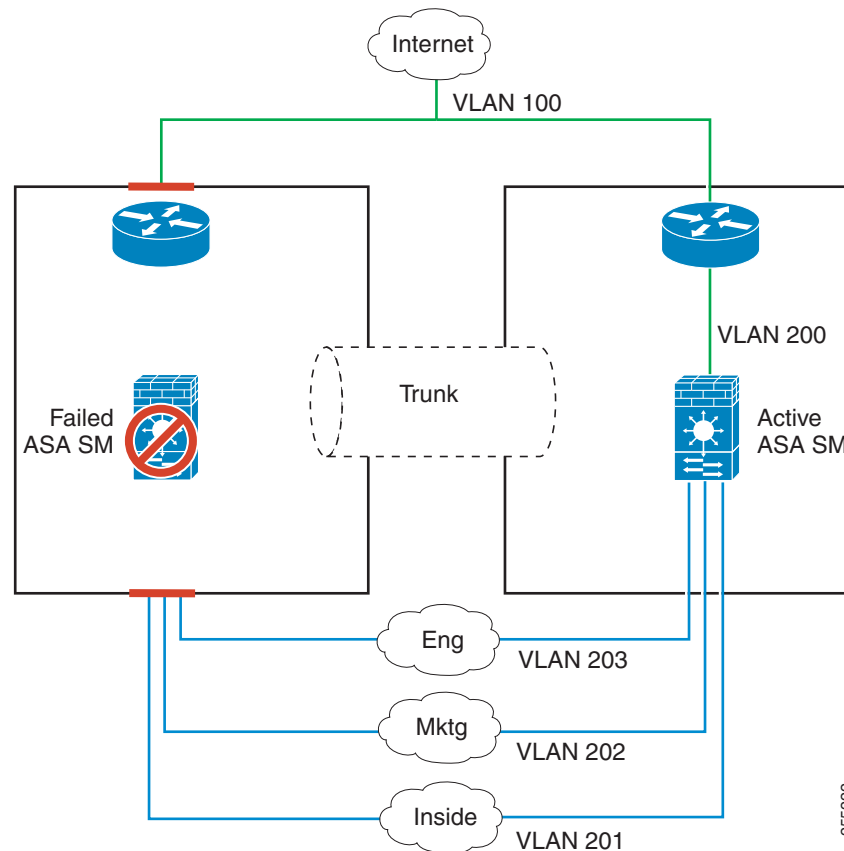 Internet
VLAN 100
VLAN 200
Trunk
Failed
ASA SM
Active
ASA SM
Eng
VLAN 203
Mktg
VLAN 202
Inside
VLAN 201